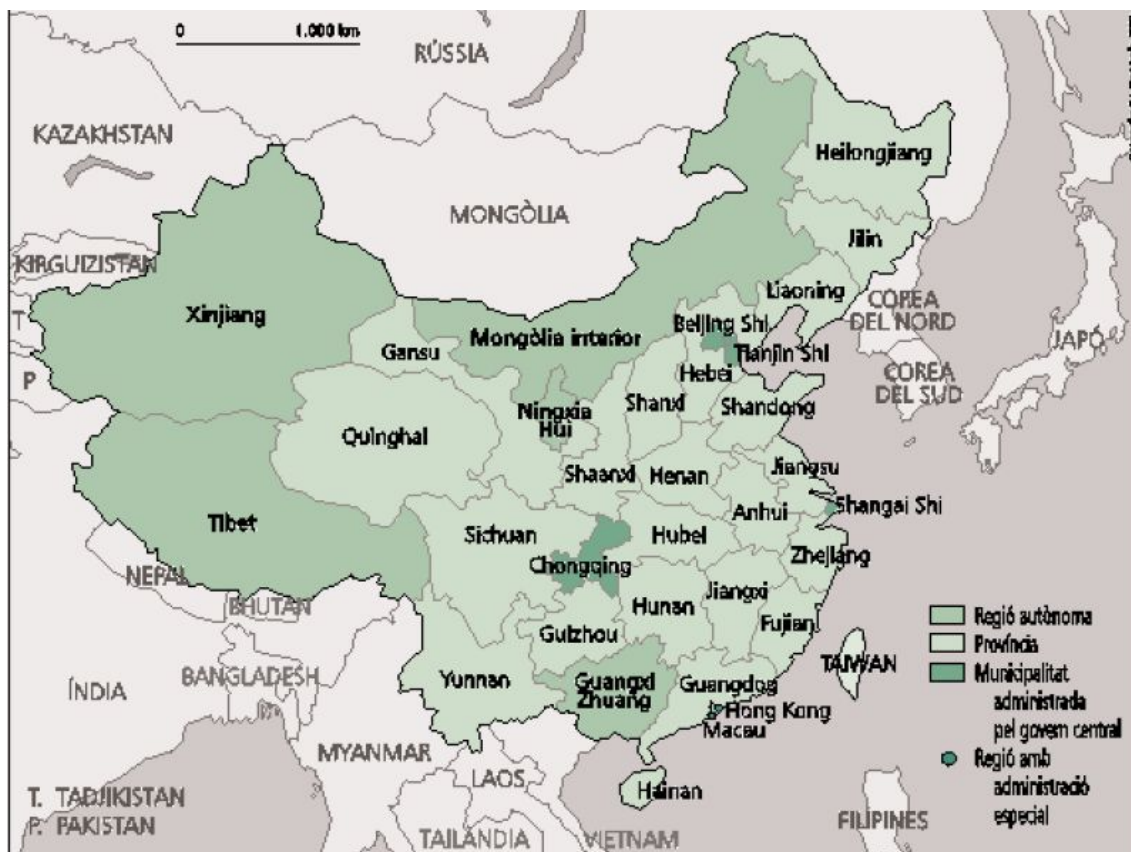 0 1.000 km
RÚSSIA
KAZAKHSTAN
Heilongjiang
MONGÒLIA
Jilin
KIRGUIZISTAN
Liaoning
COREA
DEL NORD
Xinjiang
T
Beijing Shi
Mongòlia interior
JAPÓ
Gansu
Tianjin Shi
P
Hebei
COREA
DEL SUD
Shanxi
Shandong
Ningxia
Hui
Quinghai
Shaanxi
Henan
Jiangsu
Shangai Shi
Anhui
Tibet
Sichuan
Hubei
Zhejiang
NEPAL
Chongqing
Jiangxi
BHUTAN
Hunan
Fujian
Guizhou
Regió autònoma
Província
TAIWAN
BANGLADESH
Yunnan
Guangxi
Zhuang
Guangdog
Municipalitat
administrada
pel govern central
ÍNDIA
Hong Kong
Macau
MYANMAR
Regió amb
administració
especial
LAOS
Hainan
T. TADJIKISTAN
P. PAKISTAN
FILIPINES
TAILÀNDIA
VIETNAM